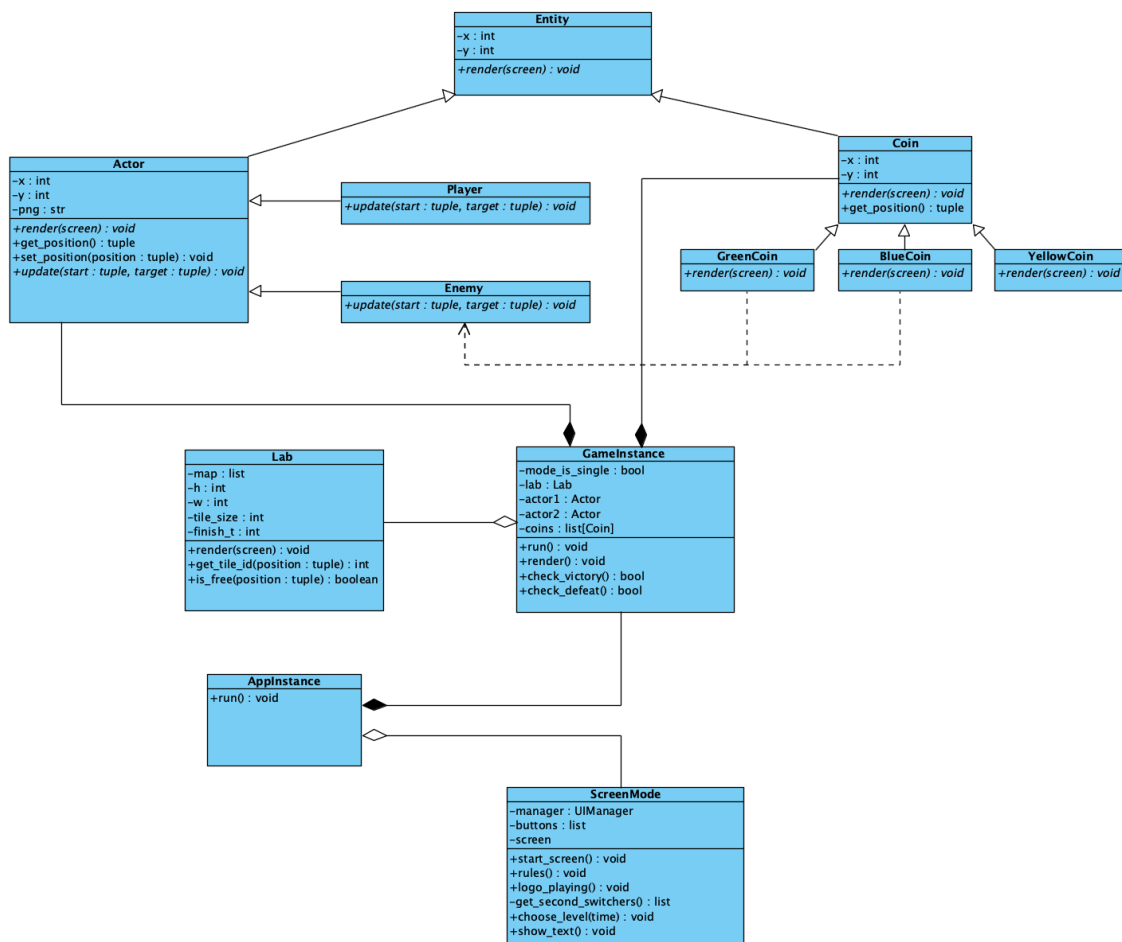 Entity
-x : int
-y : int
+render(screen) : void
Actor
-x : int
-y : int
-png : str
+render(screen) : void
+get_position() : tuple
+set_position(position : tuple) : void
+update(start : tuple, target : tuple) : void
Player
+update(start : tuple, target : tuple) : void
Enemy
+update(start : tuple, target : tuple) : void
Coin
-x : int
-y : int
+render(screen) : void
+get_position() : tuple
GreenCoin
+render(screen) : void
BlueCoin
+render(screen) : void
YellowCoin
+render(screen) : void
Lab
-map : list
-h : int
-w : int
-tile_size : int
-finish_t : int
+render(screen) : void
+get_tile_id(position : tuple) : int
+is_free(position : tuple) : boolean
GameInstance
-mode_is_single : bool
-lab : Lab
-actor1 : Actor
-actor2 : Actor
-coins : list[Coin]
+run() : void
+render() : void
+check_victory() : bool
+check_defeat() : bool
AppInstance
+run() : void
ScreenMode
-manager : UIManager
-buttons : list
-screen
+start_screen() : void
+rules() : void
+logo_playing() : void
-get_second_switchers() : list
+choose_level(time) : void
+show_text() : void